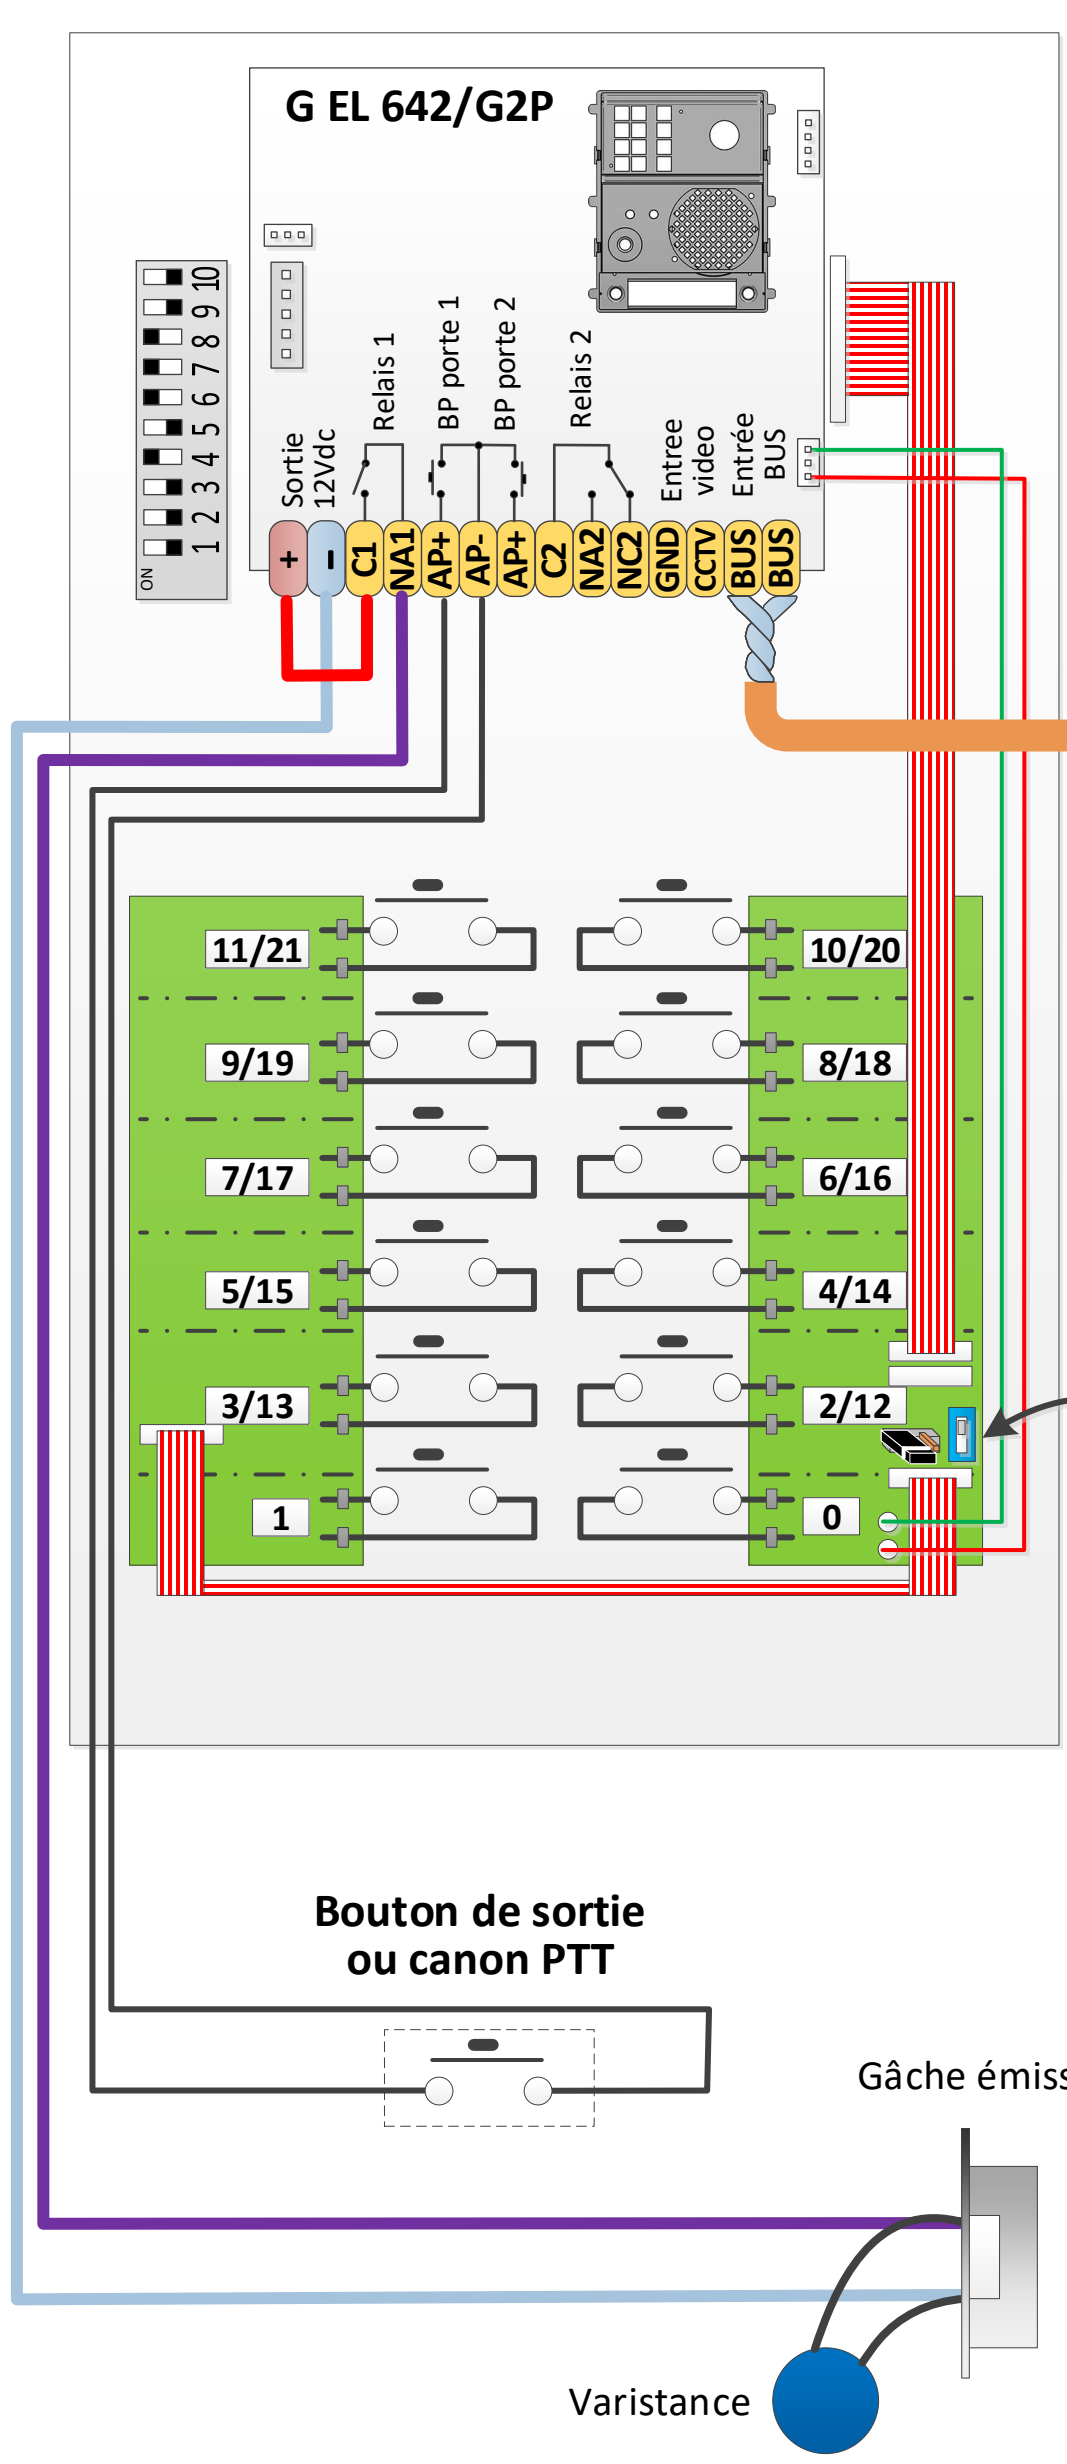 G EL 642/G2P
10
9
8
7
6
5
4
3
2
1
ON
Sortie
12Vdc
Relais 1
BP porte 1
BP porte 2
Relais 2
Entree
video
Entrée
BUS
+
-
C1
NA1
AP+
AP-
AP+
C2
NA2
NC2
GND
CCTV
BUS
BUS
11/21
10/20
9/19
8/18
7/17
6/16
5/15
4/14
3/13
2/12
1
0
Bouton de sortie
ou canon PTT
Gâche émiss
Varistance